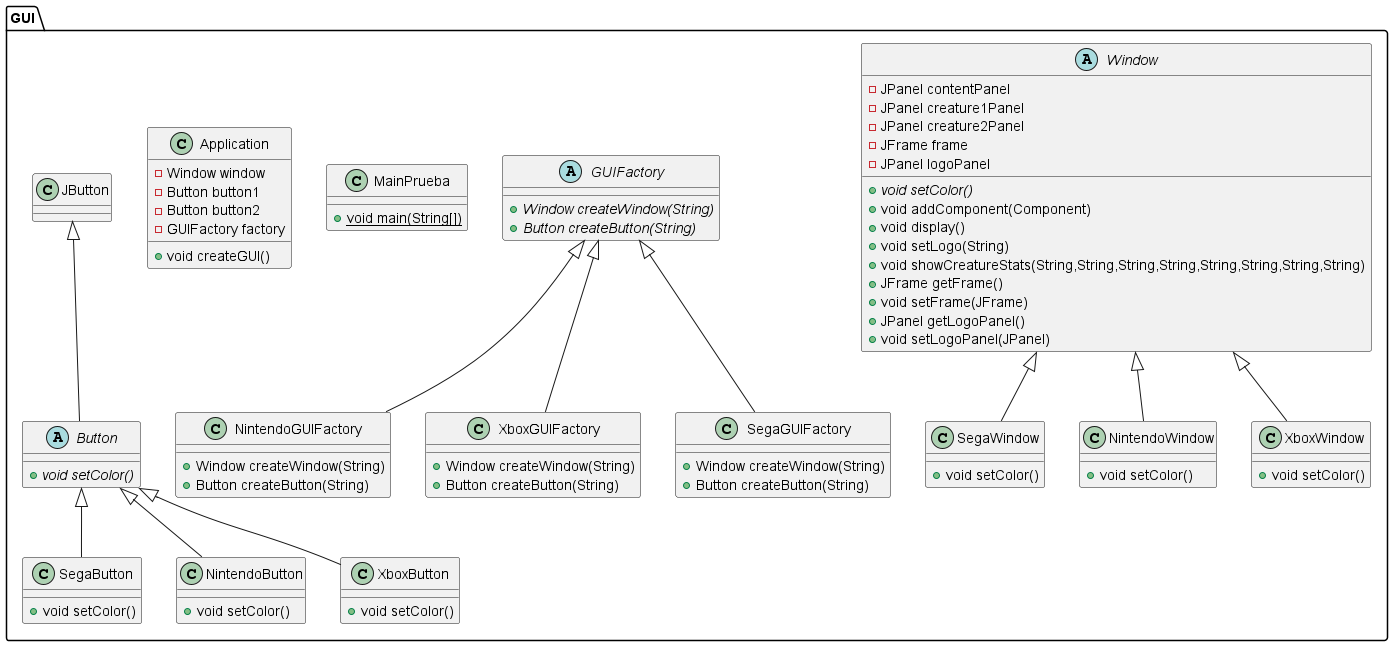 GUI
A Window
JPanel contentPanel
JPanel creature1Panel
JPanel creature2Panel
JFrame frame
JPanel logoPanel
void setColor()
void addComponent(Component)
void display()
void setLogo(String)
void showCreatureStats(String,String,String,String,String,String,String,String)
JFrame getFrame()
void setFrame(JFrame)
JPanel getLogoPanel()
void setLogoPanel(JPanel)
C JButton
C Application
Window window
Button button1
Button button2
GUIFactory factory
void createGUI()
C MainPrueba
void main(String[])
A GUIFactory
Window createWindow(String)
Button createButton(String)
A Button
void setColor()
C NintendoGUIFactory
Window createWindow(String)
Button createButton(String)
C XboxGUIFactory
Window createWindow(String)
Button createButton(String)
C SegaGUIFactory
Window createWindow(String)
Button createButton(String)
C SegaWindow
void setColor()
C NintendoWindow
void setColor()
C XboxWindow
void setColor()
C SegaButton
void setColor()
C NintendoButton
void setColor()
C XboxButton
void setColor()